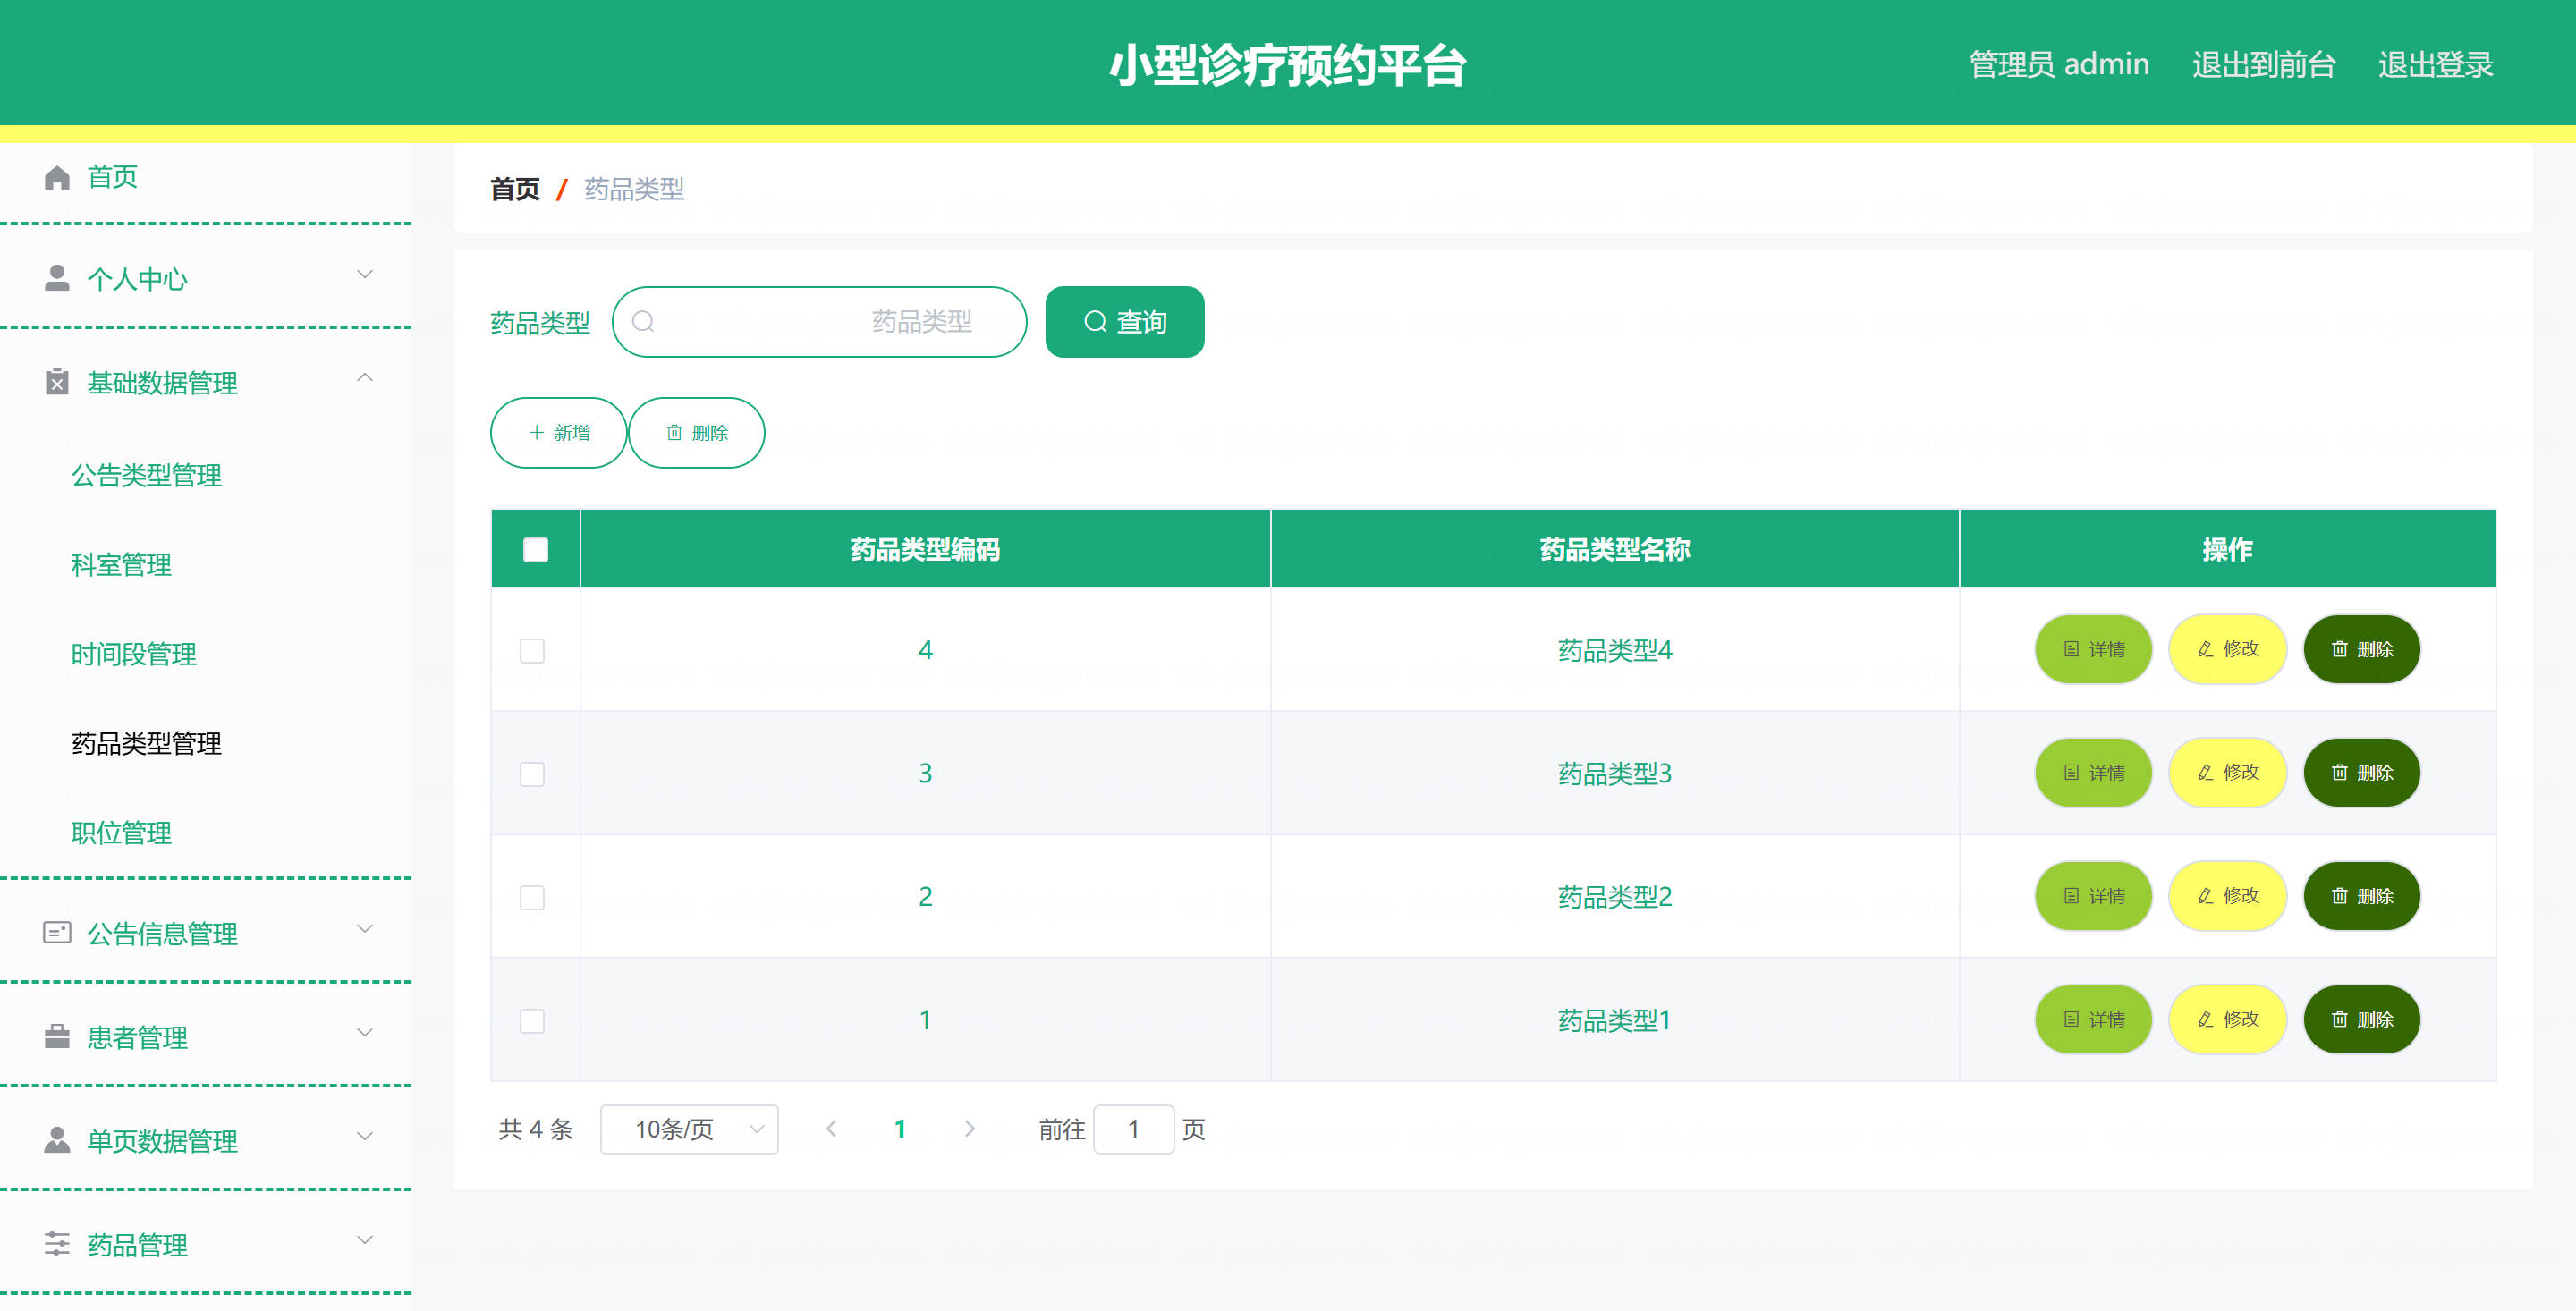 小型诊疗预约平台
管理员 admin 退出到前台 退出登录
首页
个人中心
基础数据管理
公告类型管理
科室管理
时间段管理
药品类型管理
职位管理
公告信息管理
患者管理
单页数据管理
药品管理
首页 / 药品类型
药品类型 药品类型 查询
新增 删除
药品类型编码 药品类型名称 操作
4 药品类型4 详情 修改 删除
3 药品类型3 详情 修改 删除
2 药品类型2 详情 修改 删除
1 药品类型1 详情 修改 删除
共 4 条 10条/页 1 前往 1 页